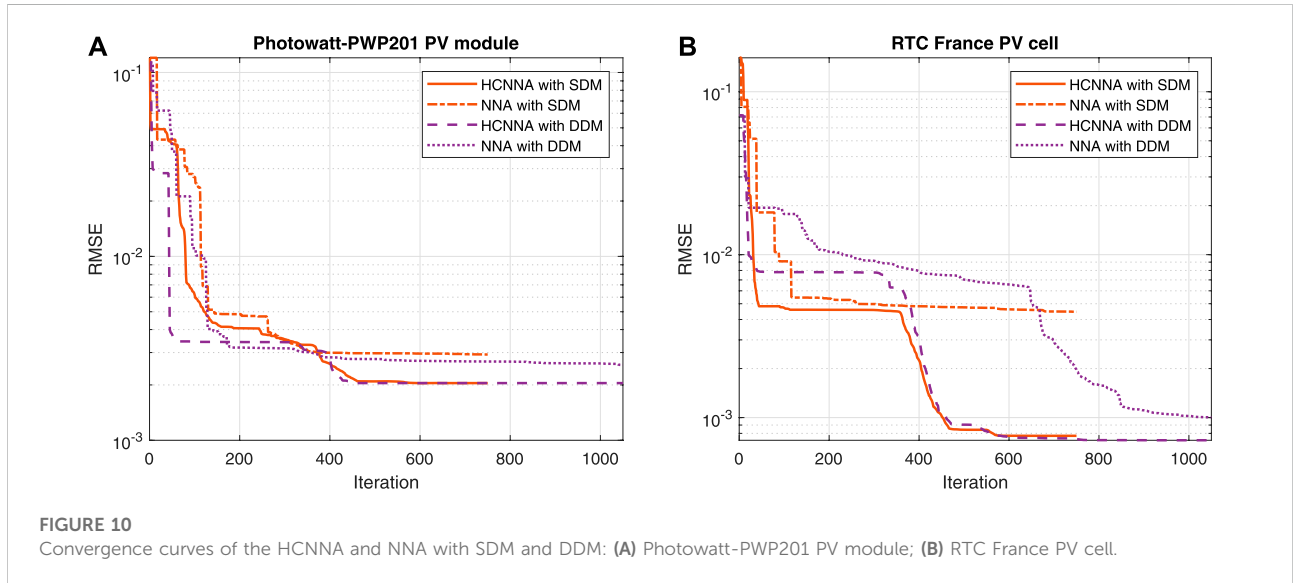 A
Photowatt-PWP201 PV module
HCNNA with SDM
NNA with SDM
HCNNA with DDM
NNA with DDM
10-1
10-2
10-3
RMSE
0 200 400 600 800 1000
Iteration
B
RTC France PV cell
HCNNA with SDM
NNA with SDM
HCNNA with DDM
NNA with DDM
10-1
10-2
10-3
RMSE
0 200 400 600 800 1000
Iteration
FIGURE 10
Convergence curves of the HCNNA and NNA with SDM and DDM: (A) Photowatt-PWP201 PV module; (B) RTC France PV cell.